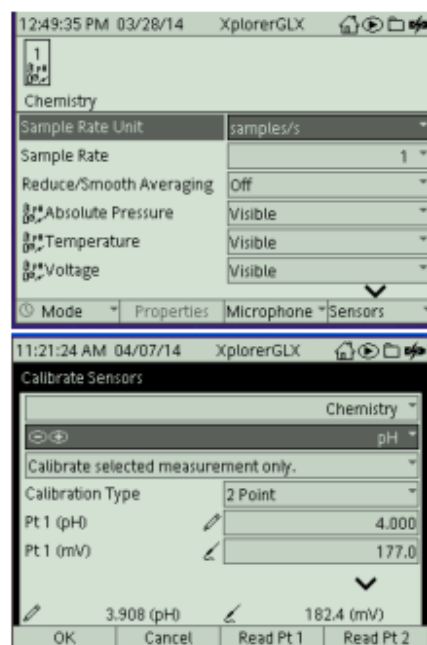 12:49:35 PM 03/28/14 XplorerGLX
1
Chemistry
Sample Rate Unit samples/s
Sample Rate 1
Reduce/Smooth Averaging Off
Absolute Pressure Visible
Temperature Visible
Voltage Visible
Mode Properties Microphone Sensors
11:21:24 AM 04/07/14 XplorerGLX
Calibrate Sensors
Chemistry
pH
Calibrate selected measurement only.
Calibration Type 2 Point
Pt 1 (pH) 4.000
Pt 1 (mV) 177.0
3.908 (pH) 182.4 (mV)
OK Cancel Read Pt 1 Read Pt 2